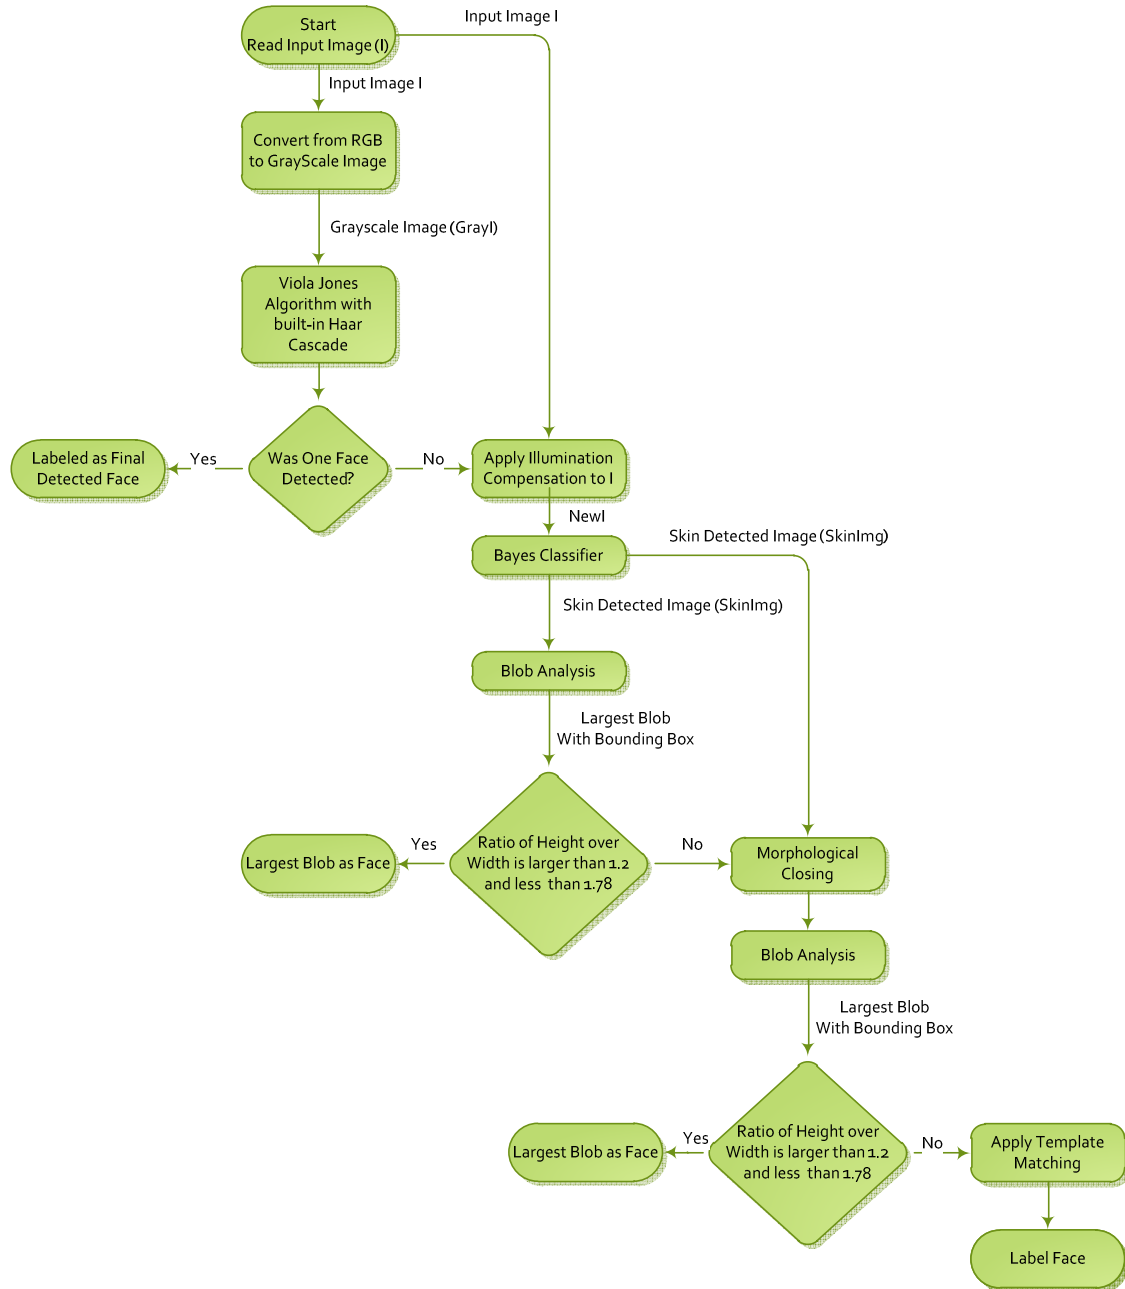 Input Image I
Start
Read Input Image (I)
Input Image I
Convert from RGB
to GrayScale Image
Grayscale Image (GrayI)
Viola Jones
Algorithm with
built-in Haar
Cascade
Was One Face
Detected?
Yes
Labeled as Final
Detected Face
No
Apply Illumination
Compensation to I
NewI
Bayes Classifier
Skin Detected Image (SkinImg)
Skin Detected Image (SkinImg)
Blob Analysis
Largest Blob
With Bounding Box
Ratio of Height over
Width is larger than 1.2
and less than 1.78
Yes
Largest Blob as Face
No
Morphological
Closing
Blob Analysis
Largest Blob
With Bounding Box
Ratio of Height over
Width is larger than 1.2
and less than 1.78
Yes
Largest Blob as Face
No
Apply Template
Matching
Label Face